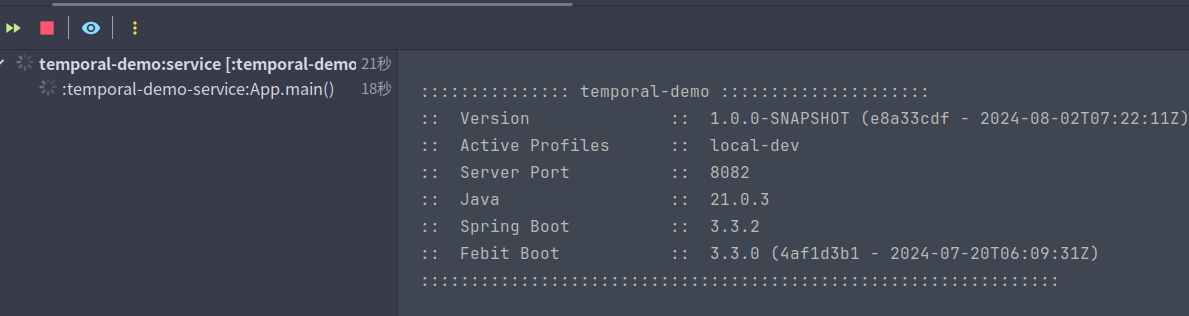 temporal-demo:service [:temporal-demo 21秒
:temporal-demo-service:App.main() 18秒
::::::::::::::: temporal-demo :::::::::::::::::::::
::  Version              ::  1.0.0-SNAPSHOT (e8a33cdf - 2024-08-02T07:22:11Z)
::  Active Profiles      ::  local-dev
::  Server Port          ::  8082
::  Java                 ::  21.0.3
::  Spring Boot          ::  3.3.2
::  Febit Boot           ::  3.3.0 (4af1d3b1 - 2024-07-20T06:09:31Z)
::::::::::::::::::::::::::::::::::::::::::::::::::::::::::::::::